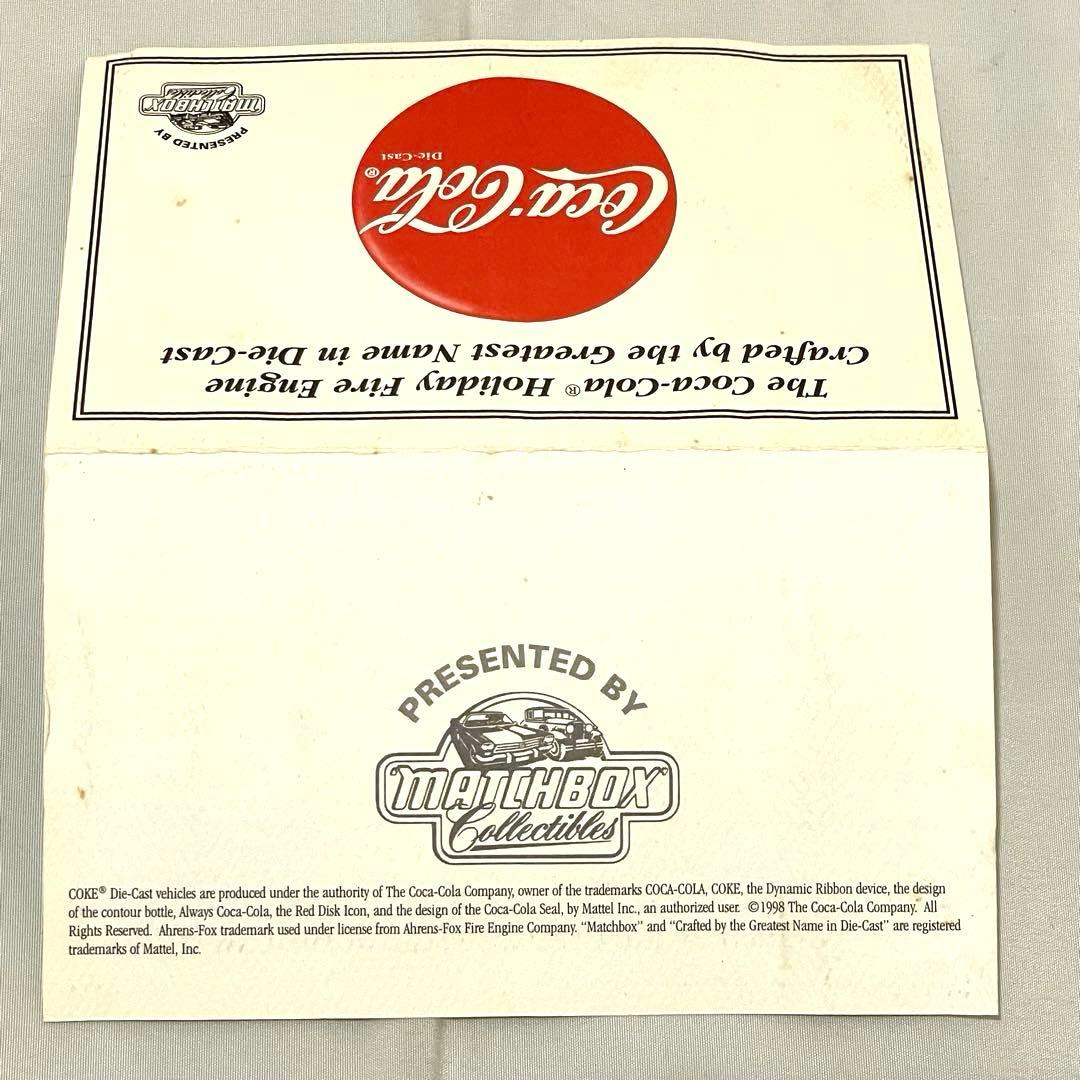 The Coca-Cola® Holiday Fire Engine
Crafted by the Greatest Name in Die-Cast
Coca-Cola®
Die-Cast
PRESENTED BY
MATCHBOX
Collectibles
PRESENTED BY
"MATCHBOX"
Collectibles
COKE® Die-Cast vehicles are produced under the authority of The Coca-Cola Company, owner of the trademarks COCA-COLA, COKE, the Dynamic Ribbon device, the design
of the contour bottle, Always Coca-Cola, the Red Disk Icon, and the design of the Coca-Cola Seal, by Mattel Inc., an authorized user. ©1998 The Coca-Cola Company. All
Rights Reserved. Ahrens-Fox trademark used under license from Ahrens-Fox Fire Engine Company. “Matchbox” and “Crafted by the Greatest Name in Die-Cast” are registered
trademarks of Mattel, Inc.